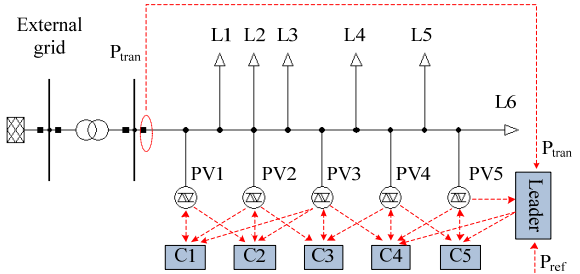 External
grid
P_tran
L1
L2
L3
L4
L5
L6
PV1
PV2
PV3
PV4
PV5
P_tran
Leader
C1
C2
C3
C4
C5
P_ref